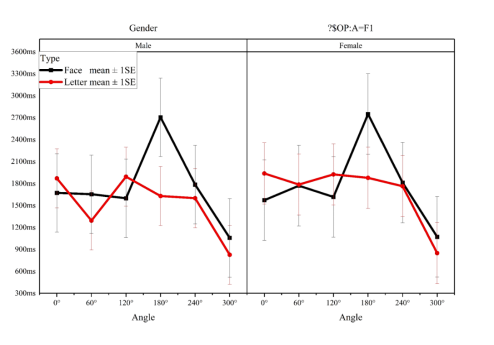 Gender ?$OP:A=F1
Male Female
3600ms
3300ms
3000ms
2700ms
2400ms
2100ms
1800ms
1500ms
1200ms
900ms
600ms
300ms
Type
Face mean ± 1SE
Letter mean ± 1SE
0° 60° 120° 180° 240° 300° 0° 60° 120° 180° 240° 300°
Angle Angle